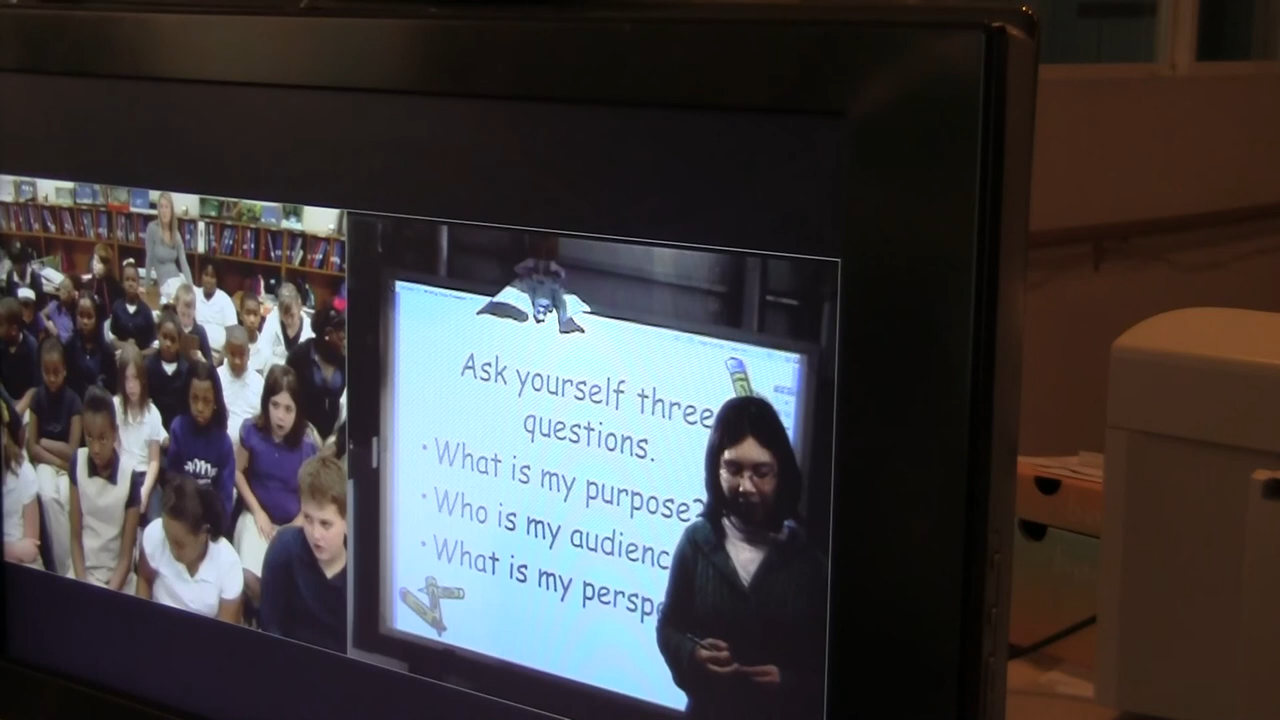 Ask yourself three
questions.
• What is my purpose?
• Who is my audienc
• What is my perspe